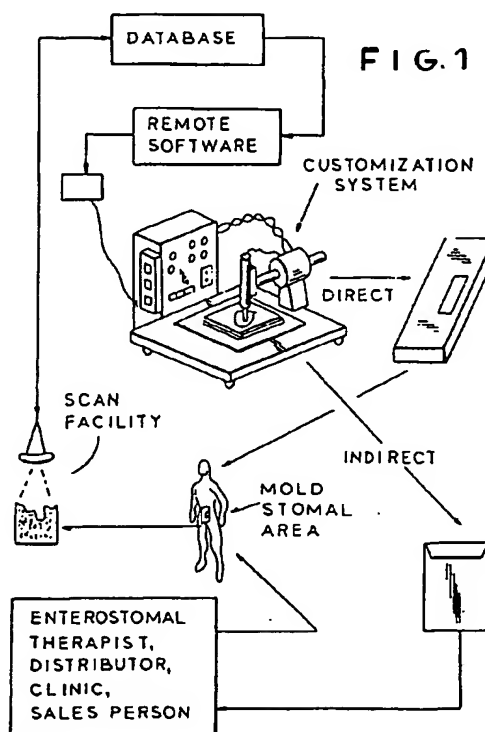 DATABASE
FIG.1
REMOTE
SOFTWARE
CUSTOMIZATION
SYSTEM
DIRECT
SCAN
FACILITY
INDIRECT
MOLD
STOMAL
AREA
ENTEROSTOMAL
THERAPIST,
DISTRIBUTOR,
CLINIC,
SALES PERSON